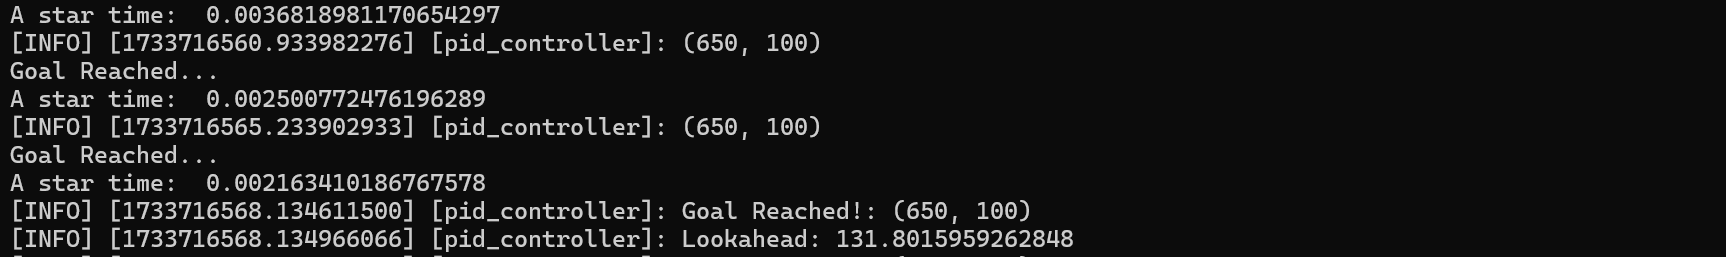 A star time:  0.0036818981170654297
[INFO] [1733716560.933982276] [pid_controller]: (650, 100)
Goal Reached...
A star time:  0.002500772476196289
[INFO] [1733716565.233902933] [pid_controller]: (650, 100)
Goal Reached...
A star time:  0.002163410186767578
[INFO] [1733716568.134611500] [pid_controller]: Goal Reached!: (650, 100)
[INFO] [1733716568.134966066] [pid_controller]: Lookahead: 131.8015959262848